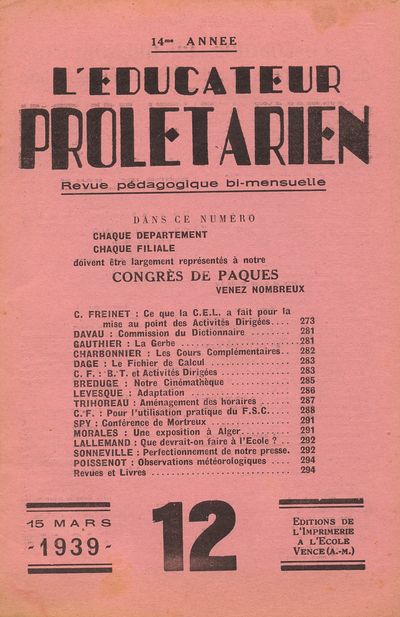 14me ANNEE
L'EDUCATEUR
PROLETARIEN
Revue pédagogique bi-mensuelle
DANS CE NUMÉRO
CHAQUE DEPARTEMENT
CHAQUE FILIALE
doivent être largement représentés à notre
CONGRÈS DE PAQUES
VENEZ NOMBREUX
C. FREINET : Ce que la C.E.L. a fait pour la
mise au point des Activités Dirigées.... 273
DAVAU : Commission du Dictionnaire ....... 281
GAUTHIER : La Gerbe ....................... 281
CHARBONNIER : Les Cours Complémentaires.. 282
DAGE : Le Fichier de Calcul ............... 283
C. F. : B.T. et Activités Dirigées ........ 283
BREDUGE : Notre Cinémathèque ............ 285
LEVESQUE : Adaptation .................... 286
TRIHOREAU : Aménagement des horaires ..... 287
C. F. : Pour l'utilisation pratique du F.S.C.. 288
SPY : Conférence de Mortreux ............. 291
MORALES : Une exposition à Alger......... 291
LALLEMAND : Que devrait-on faire à l'Ecole ? .. 292
SONNEVILLE : Perfectionnement de notre presse. 292
POISSENOT : Observations météorologiques .... 294
Revues et Livres ........................... 294
15 MARS
-1939-
12
EDITIONS DE
L'IMPRIMERIE
A L'ECOLE
VENCE (A.-M.)